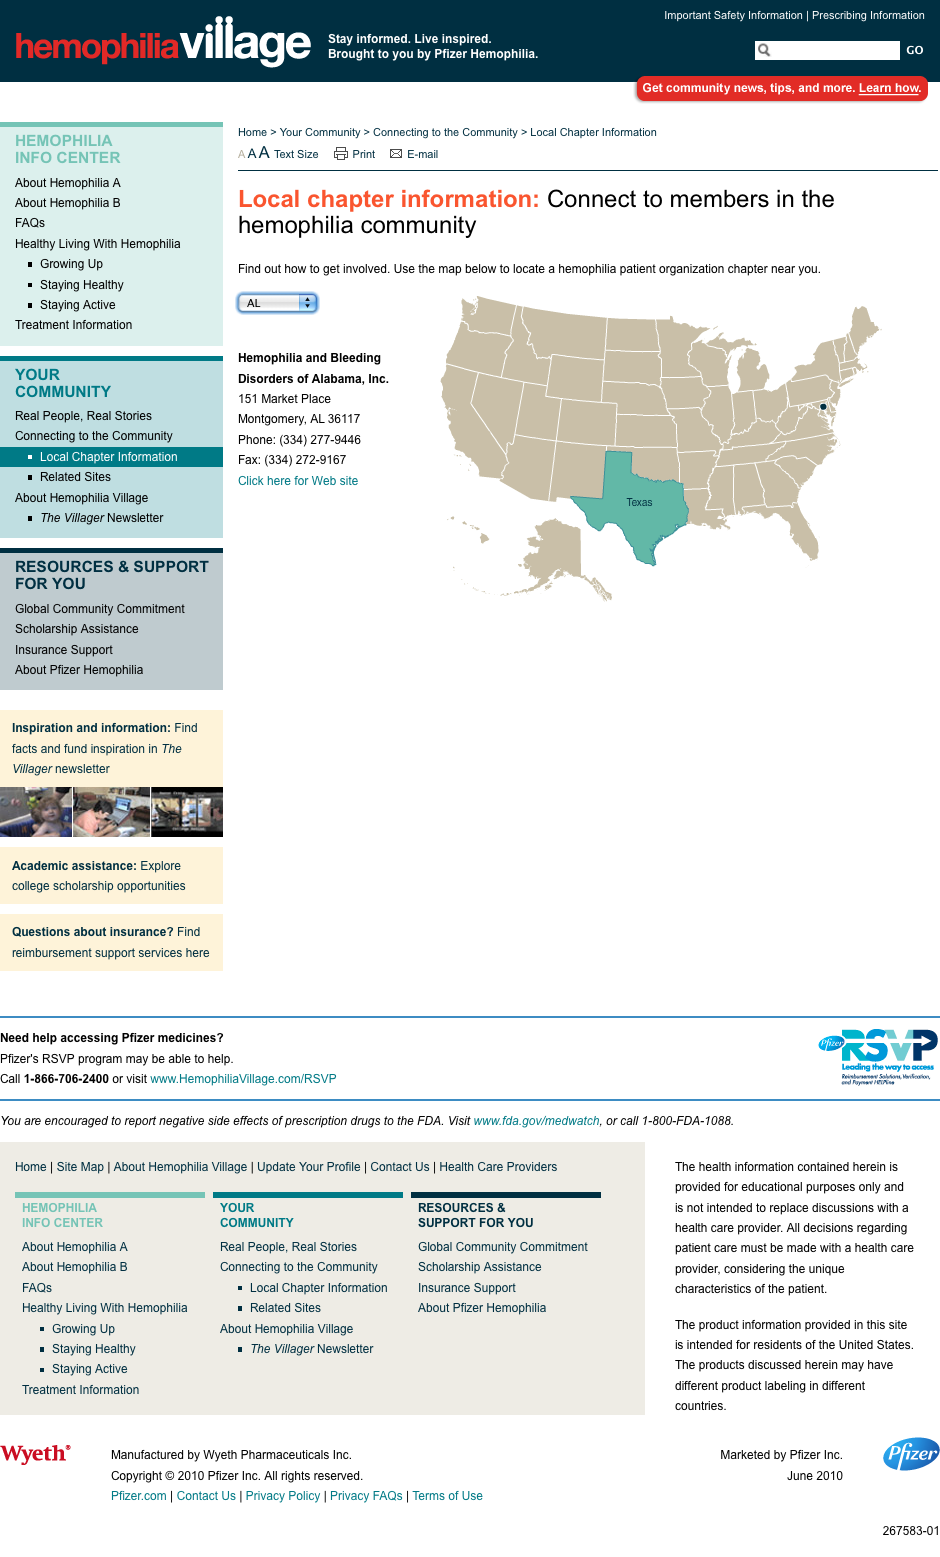 Important Safety Information | Prescribing Information
hemophiliavillage
Stay informed. Live inspired.
Brought to you by Pfizer Hemophilia.
GO
Get community news, tips, and more. Learn how.
HEMOPHILIA
INFO CENTER
About Hemophilia A
About Hemophilia B
FAQs
Healthy Living With Hemophilia
Growing Up
Staying Healthy
Staying Active
Treatment Information
YOUR
COMMUNITY
Real People, Real Stories
Connecting to the Community
Local Chapter Information
Related Sites
About Hemophilia Village
The Villager Newsletter
RESOURCES & SUPPORT
FOR YOU
Global Community Commitment
Scholarship Assistance
Insurance Support
About Pfizer Hemophilia
Inspiration and information: Find
facts and fund inspiration in The
Villager newsletter
Academic assistance: Explore
college scholarship opportunities
Questions about insurance? Find
reimbursement support services here
Home > Your Community > Connecting to the Community > Local Chapter Information
A A A Text Size Print E-mail
Local chapter information: Connect to members in the
hemophilia community
Find out how to get involved. Use the map below to locate a hemophilia patient organization chapter near you.
AL
Hemophilia and Bleeding
Disorders of Alabama, Inc.
151 Market Place
Montgomery, AL 36117
Phone: (334) 277-9446
Fax: (334) 272-9167
Click here for Web site
Texas
Need help accessing Pfizer medicines?
Pfizer's RSVP program may be able to help.
Call 1-866-706-2400 or visit www.HemophiliaVillage.com/RSVP
Pfizer RSVP
Leading the way to access
Reimbursement Solutions, Verification,
and Payment HELPline
You are encouraged to report negative side effects of prescription drugs to the FDA. Visit www.fda.gov/medwatch, or call 1-800-FDA-1088.
Home | Site Map | About Hemophilia Village | Update Your Profile | Contact Us | Health Care Providers
HEMOPHILIA
INFO CENTER
About Hemophilia A
About Hemophilia B
FAQs
Healthy Living With Hemophilia
Growing Up
Staying Healthy
Staying Active
Treatment Information
YOUR
COMMUNITY
Real People, Real Stories
Connecting to the Community
Local Chapter Information
Related Sites
About Hemophilia Village
The Villager Newsletter
RESOURCES &
SUPPORT FOR YOU
Global Community Commitment
Scholarship Assistance
Insurance Support
About Pfizer Hemophilia
The health information contained herein is
provided for educational purposes only and
is not intended to replace discussions with a
health care provider. All decisions regarding
patient care must be made with a health care
provider, considering the unique
characteristics of the patient.
The product information provided in this site
is intended for residents of the United States.
The products discussed herein may have
different product labeling in different
countries.
Wyeth®
Manufactured by Wyeth Pharmaceuticals Inc.
Copyright © 2010 Pfizer Inc. All rights reserved.
Pfizer.com | Contact Us | Privacy Policy | Privacy FAQs | Terms of Use
Marketed by Pfizer Inc.
June 2010
Pfizer
267583-01